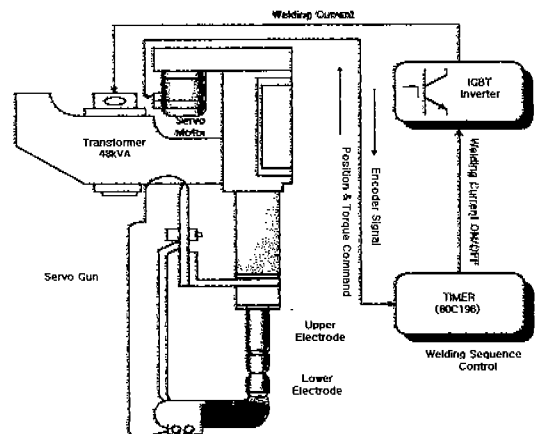 Welding Current
IGBT
Inverter
Servo
Motor
Transformer
48kVA
Position & Torque Command
Encoder Signal
Welding Current ON/OFF
Servo Gun
TIMER
(80C196)
Upper
Electrode
Welding Sequence
Control
Lower
Electrode